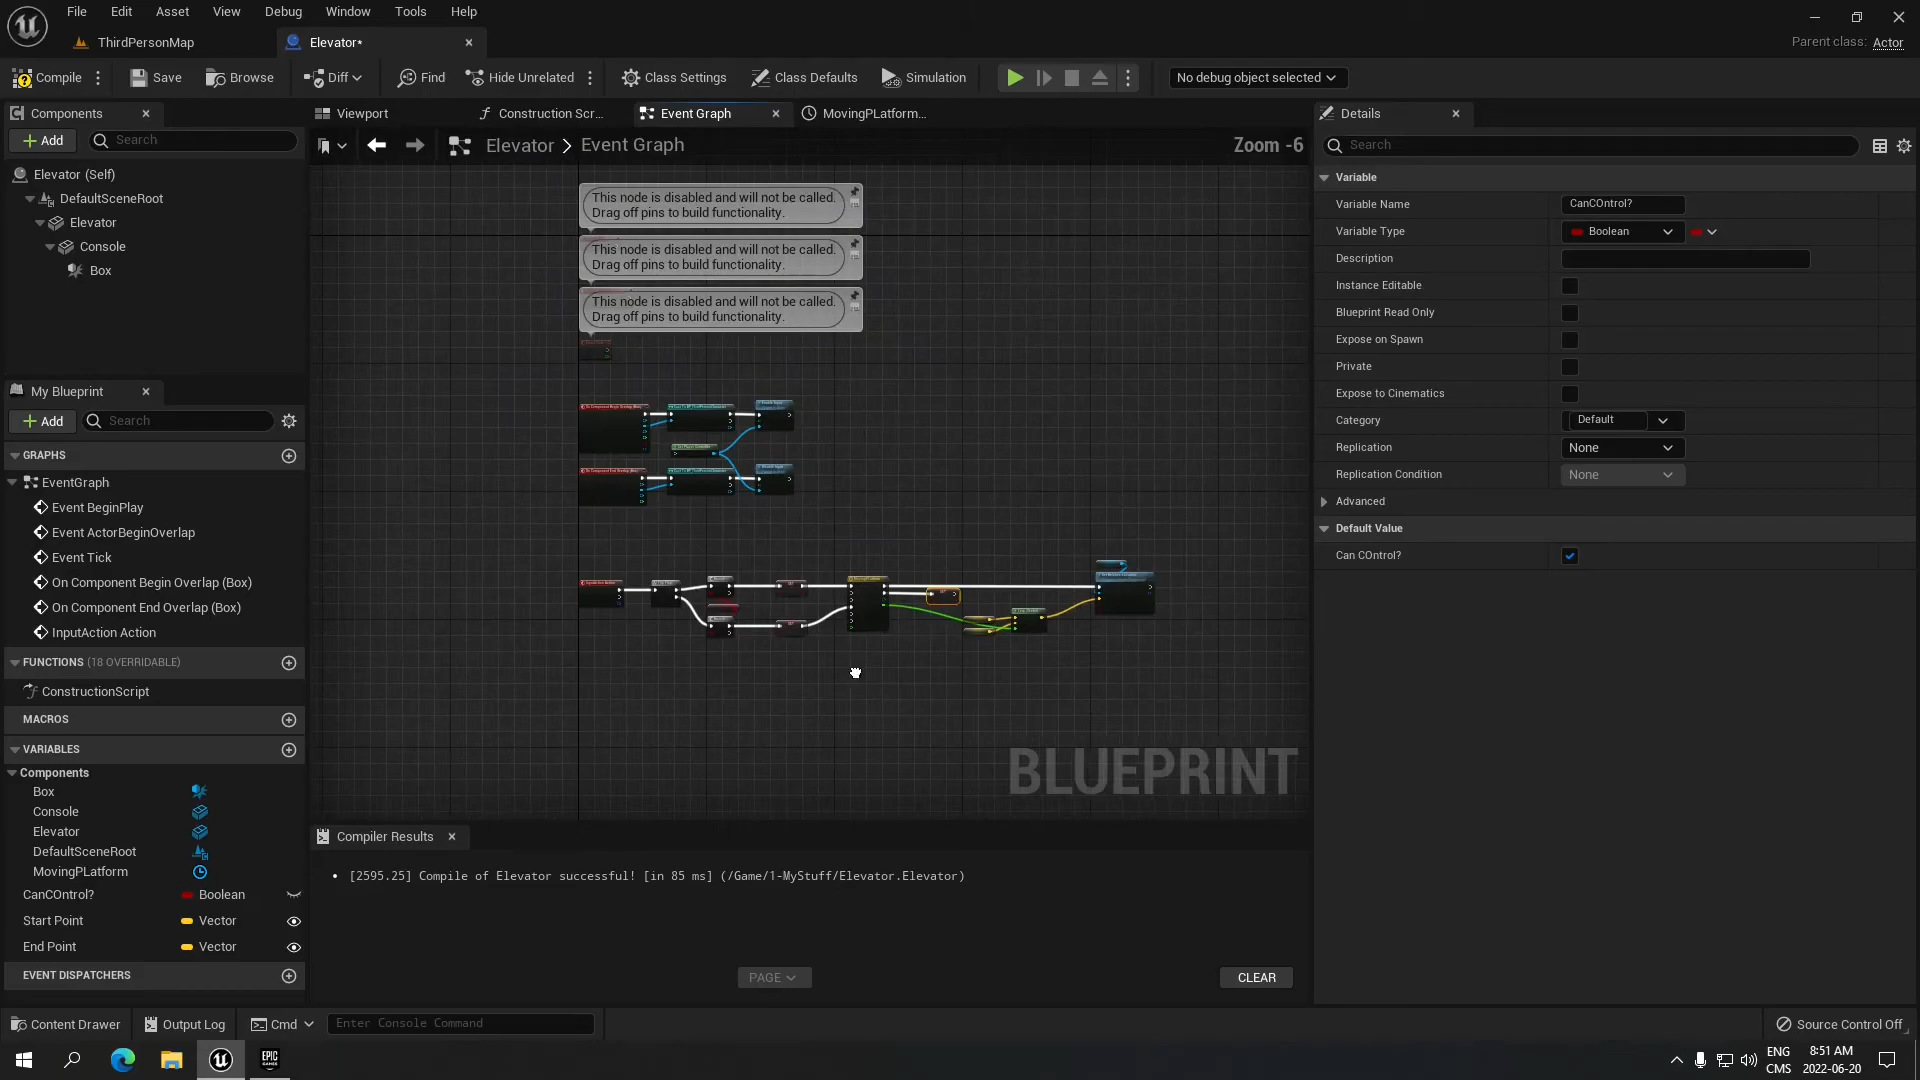 File Edit Asset View Debug Window Tools Help
ThirdPersonMap
Elevator*
Parent class: Actor
Compile
Save
Browse
Diff
Find
Hide Unrelated
Class Settings
Class Defaults
Simulation
No debug object selected
Components
Add
Search
Elevator (Self)
DefaultSceneRoot
Elevator
Console
Box
My Blueprint
Add
Search
GRAPHS
EventGraph
Event BeginPlay
Event ActorBeginOverlap
Event Tick
On Component Begin Overlap (Box)
On Component End Overlap (Box)
InputAction Action
FUNCTIONS (18 OVERRIDABLE)
ConstructionScript
MACROS
VARIABLES
Components
Box
Console
Elevator
DefaultSceneRoot
MovingPLatform
CanCOntrol? Boolean
Start Point Vector
End Point Vector
EVENT DISPATCHERS
Viewport
Construction Scr...
Event Graph
MovingPLatform...
Elevator > Event Graph
Zoom -6
This node is disabled and will not be called.
Drag off pins to build functionality.
This node is disabled and will not be called.
Drag off pins to build functionality.
This node is disabled and will not be called.
Drag off pins to build functionality.
BLUEPRINT
Compiler Results
[2595.25] Compile of Elevator successful! [in 85 ms] (/Game/1-MyStuff/Elevator.Elevator)
PAGE
CLEAR
Details
Search
Variable
Variable Name CanCOntrol?
Variable Type Boolean
Description
Instance Editable
Blueprint Read Only
Expose on Spawn
Private
Expose to Cinematics
Category Default
Replication None
Replication Condition None
Advanced
Default Value
Can COntrol?
Content Drawer
Output Log
Cmd
Enter Console Command
Source Control Off
EPIC
GAMES
ENG
CMS
8:51 AM
2022-06-20